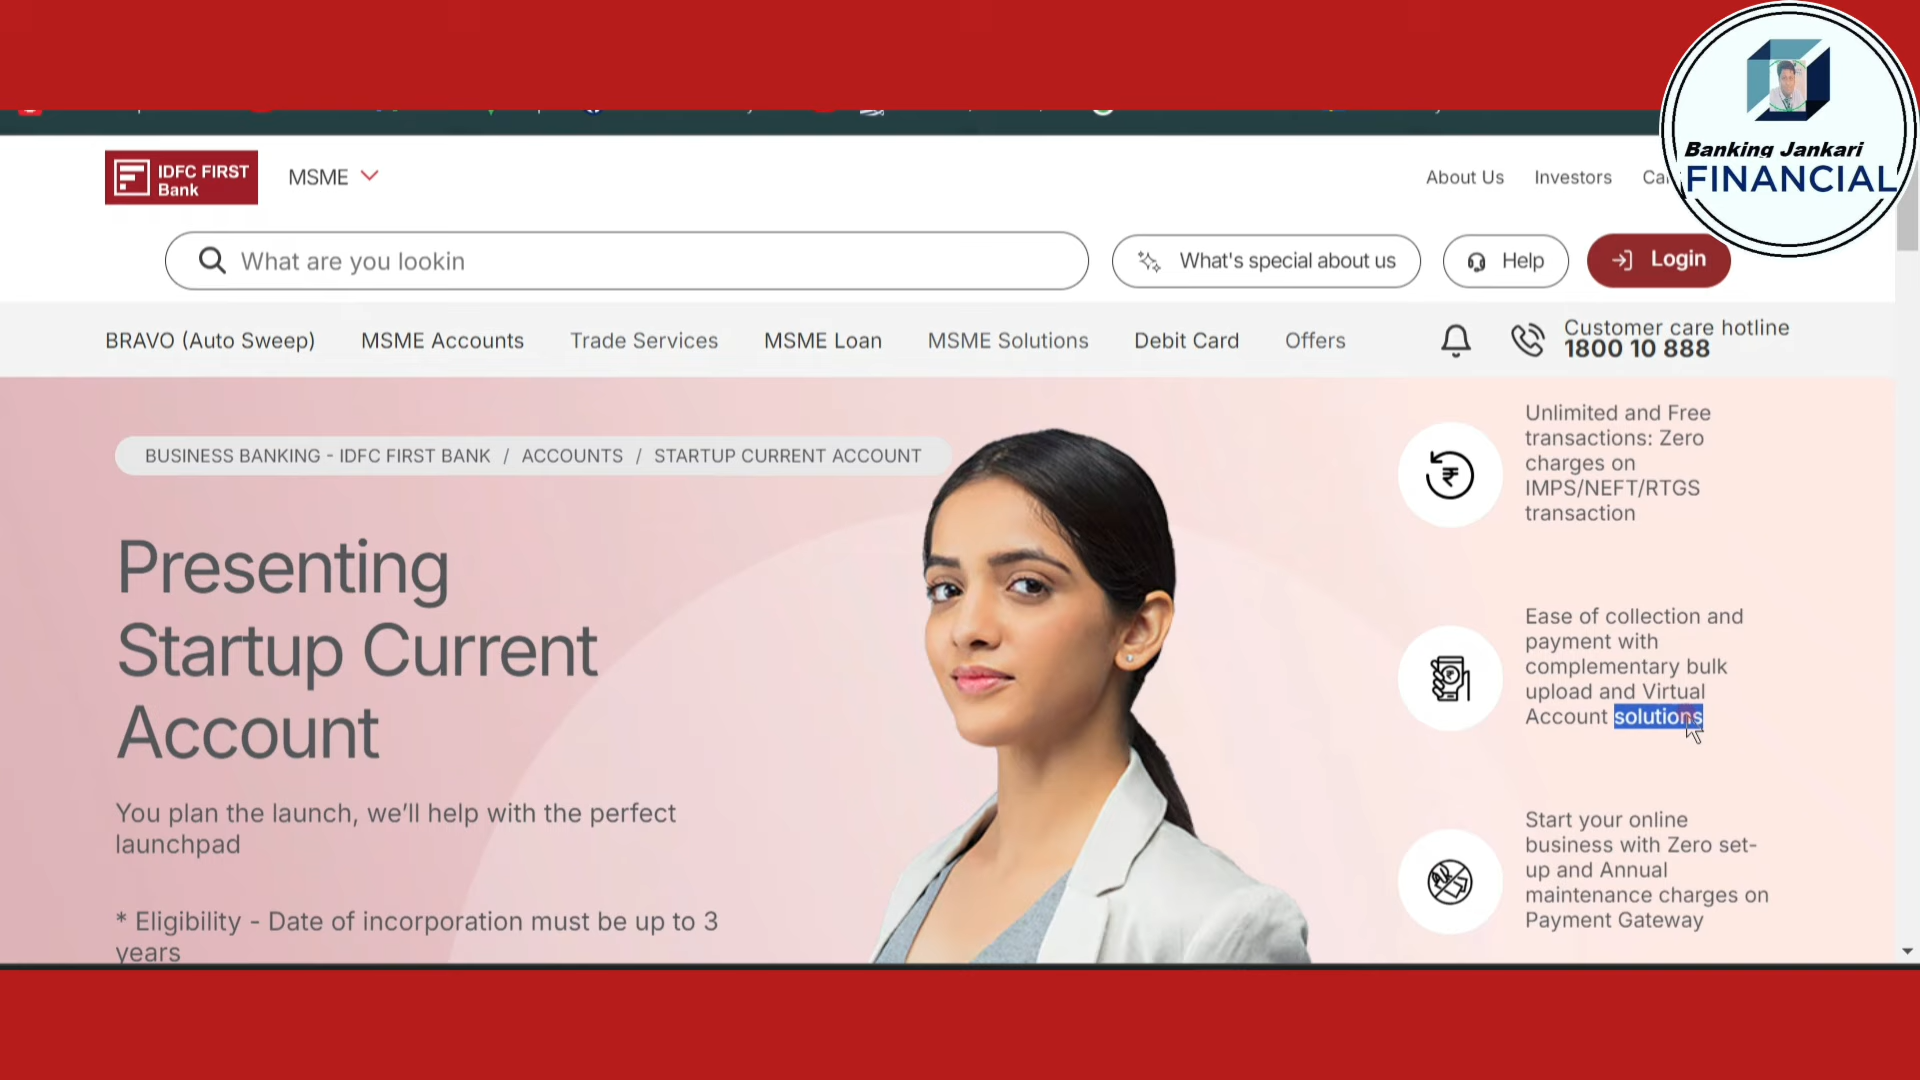 Banking Jankari
FINANCIAL
IDFC FIRST
Bank
MSME
About Us
Investors
What are you lookin
What's special about us
Help
Login
BRAVO (Auto Sweep)
MSME Accounts
Trade Services
MSME Loan
MSME Solutions
Debit Card
Offers
Customer care hotline
1800 10 888
BUSINESS BANKING - IDFC FIRST BANK / ACCOUNTS / STARTUP CURRENT ACCOUNT
Presenting
Startup Current
Account
You plan the launch, we’ll help with the perfect
launchpad
* Eligibility - Date of incorporation must be up to 3
years
Unlimited and Free
transactions: Zero
charges on
IMPS/NEFT/RTGS
transaction
Ease of collection and
payment with
complementary bulk
upload and Virtual
Account solutions
Start your online
business with Zero set-
up and Annual
maintenance charges on
Payment Gateway